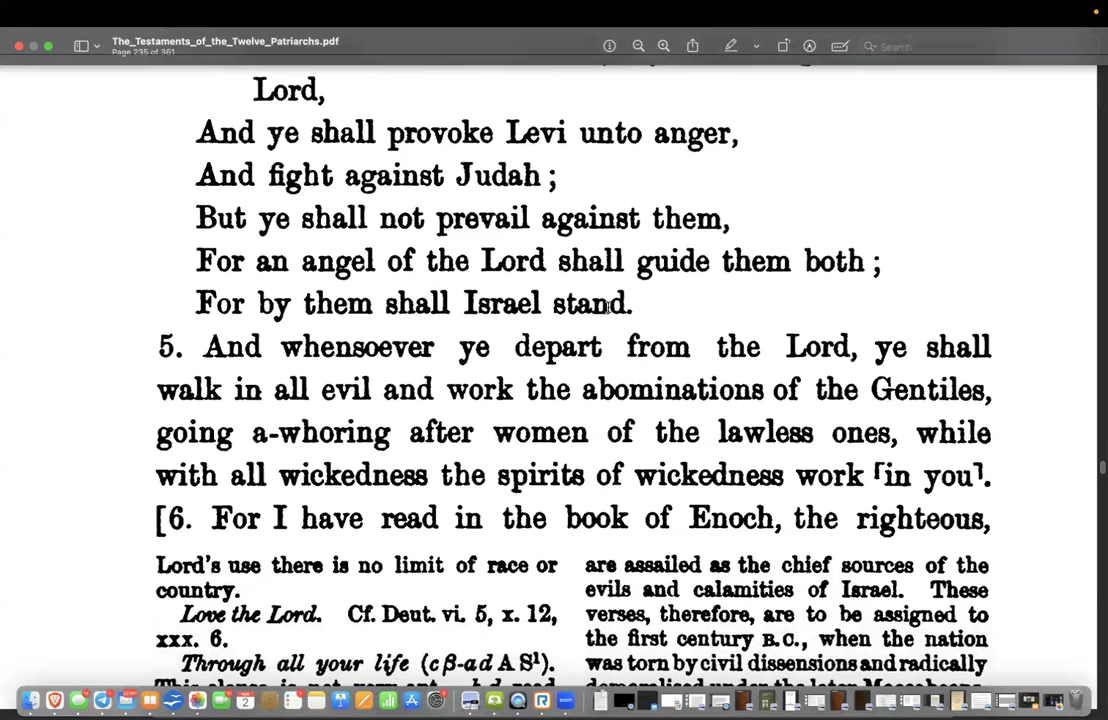 The_Testaments_of_the_Twelve_Patriarchs.pdf
Page 235 of 361
Search
Lord,
And ye shall provoke Levi unto anger,
And fight against Judah ;
But ye shall not prevail against them,
For an angel of the Lord shall guide them both ;
For by them shall Israel stand.
5. And whensoever ye depart from the Lord, ye shall
walk in all evil and work the abominations of the Gentiles,
going a-whoring after women of the lawless ones, while
with all wickedness the spirits of wickedness work ⌜in you⌝.
[6. For I have read in the book of Enoch, the righteous,
Lord's use there is no limit of race or
country.
Love the Lord. Cf. Deut. vi. 5, x. 12,
xxx. 6.
Through all your life (c β-ad A S¹).
are assailed as the chief sources of the
evils and calamities of Israel. These
verses, therefore, are to be assigned to
the first century B.C., when the nation
was torn by civil dissensions and radically